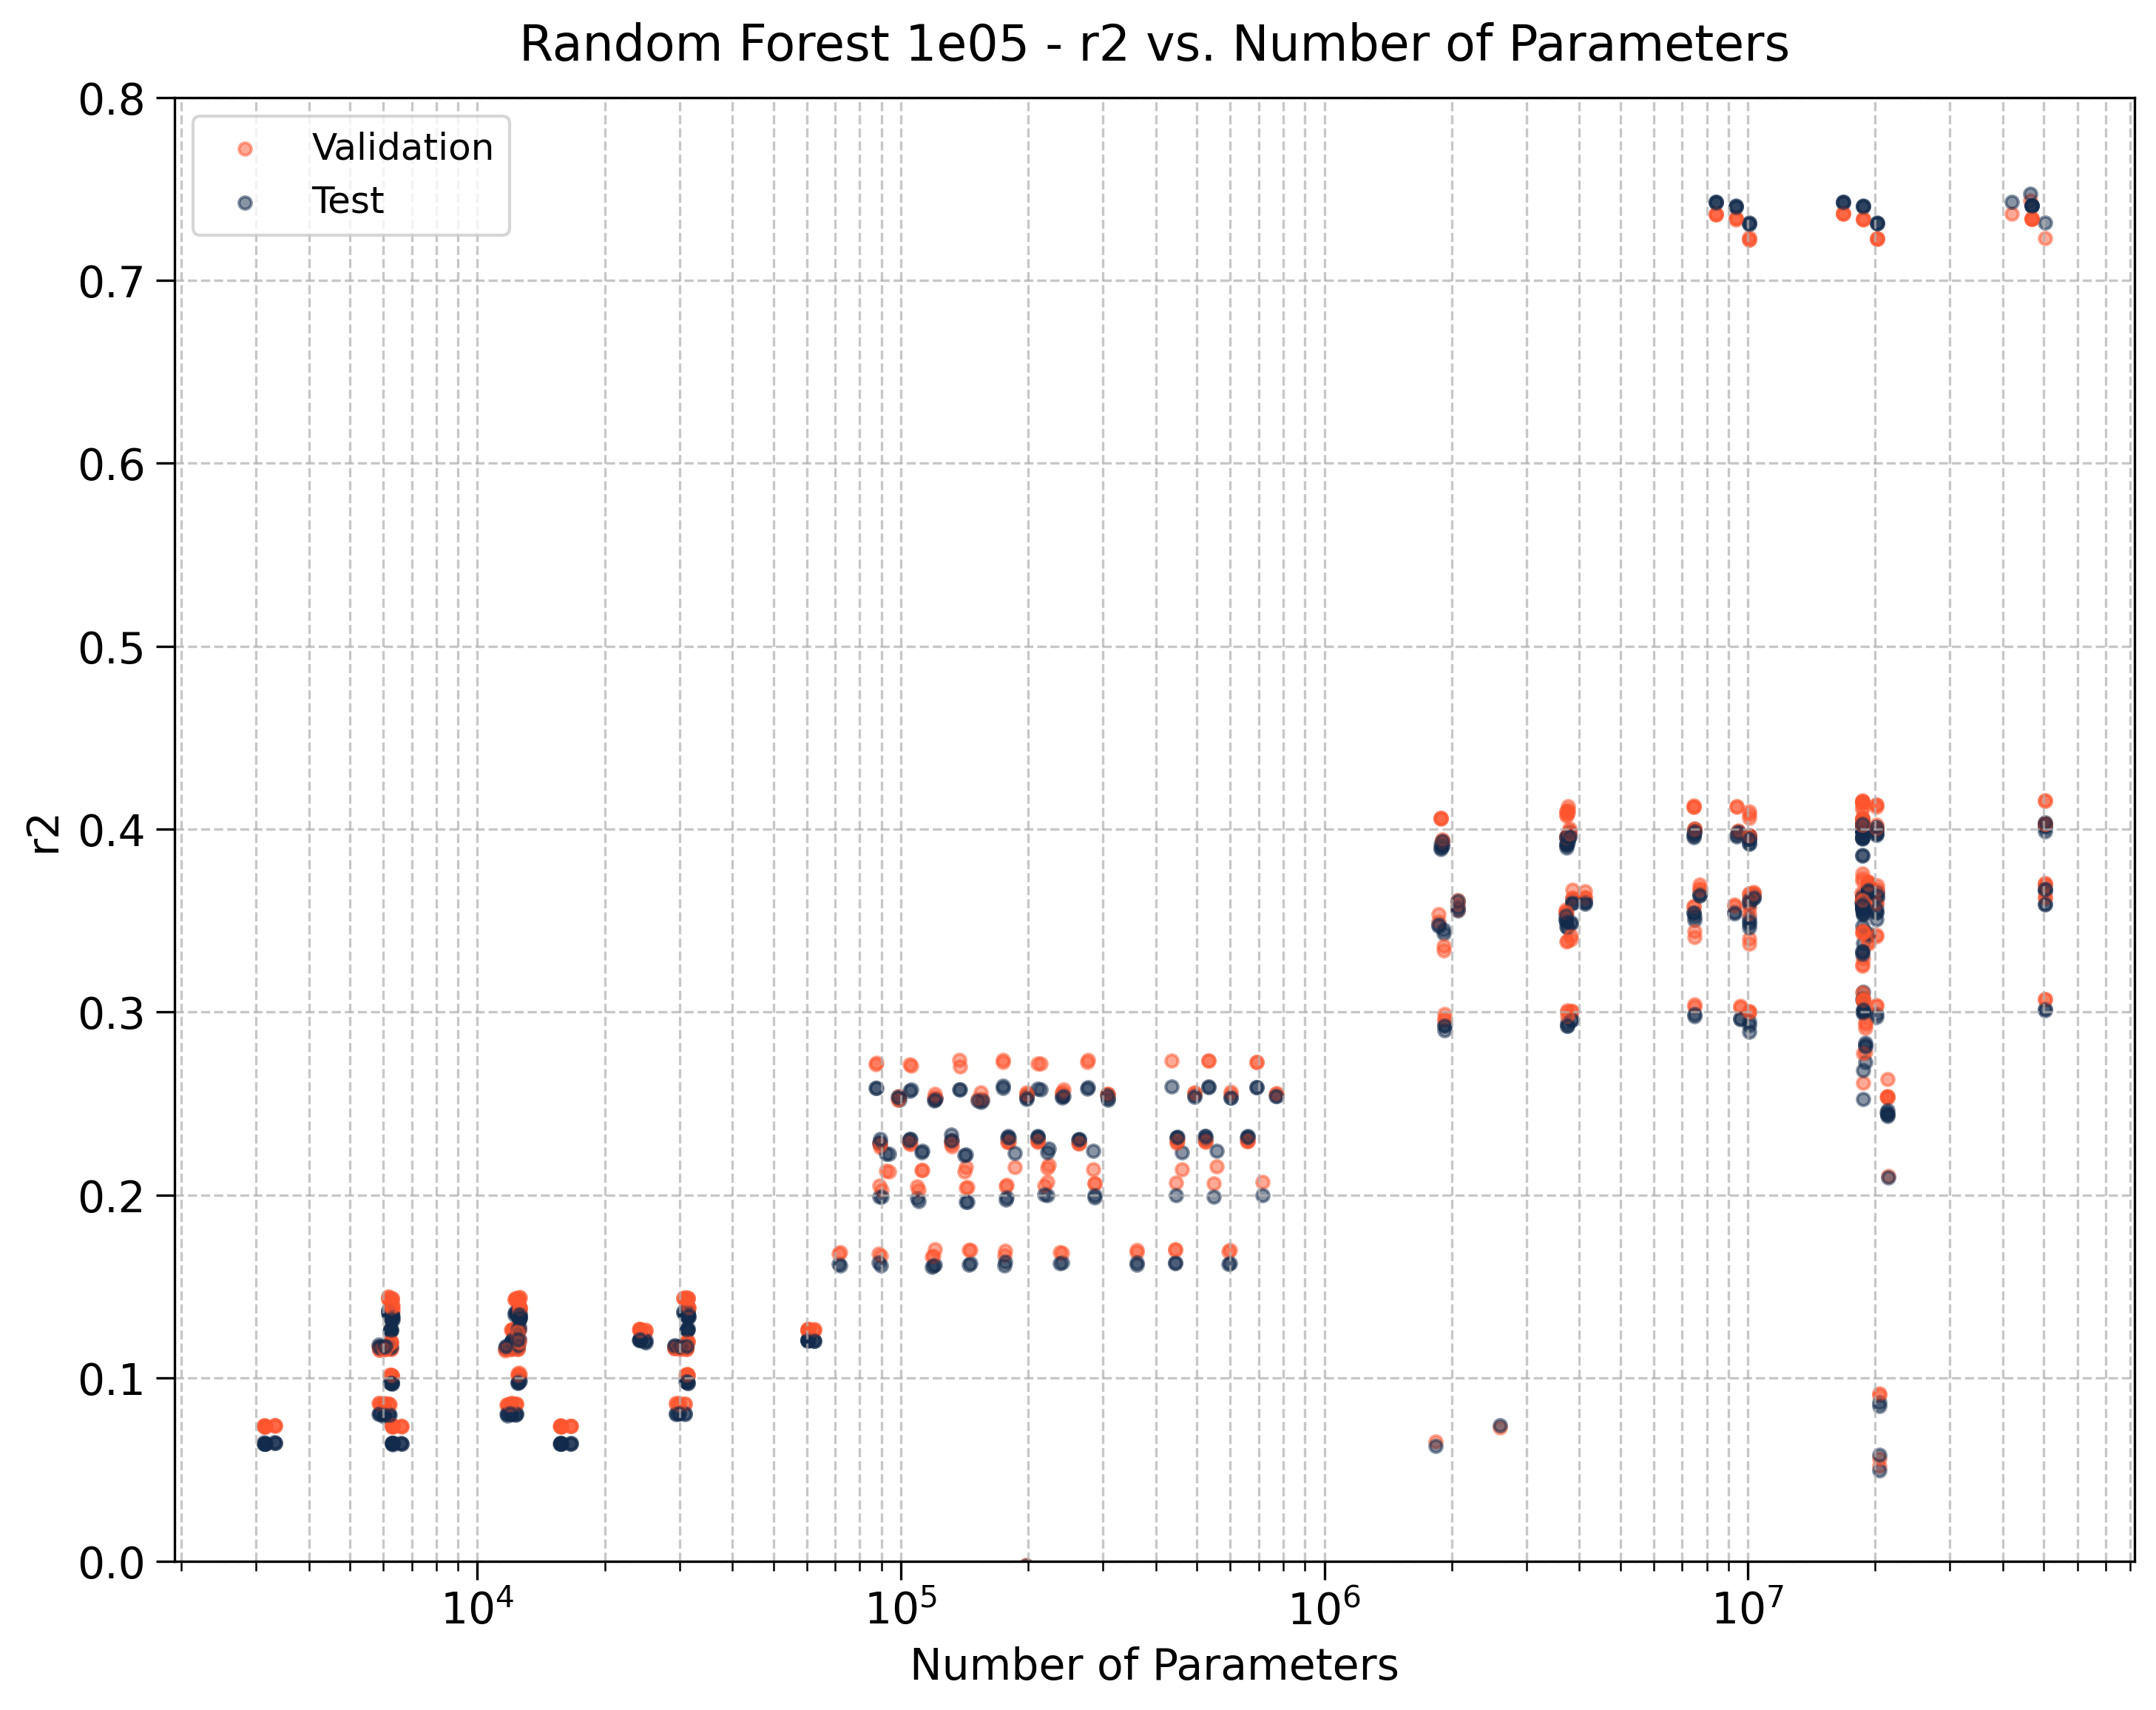 Random Forest 1e05 - r2 vs. Number of Parameters
Validation
Test
r2
0.8
0.7
0.6
0.5
0.4
0.3
0.2
0.1
0.0
10⁴ 10⁵ 10⁶ 10⁷
Number of Parameters